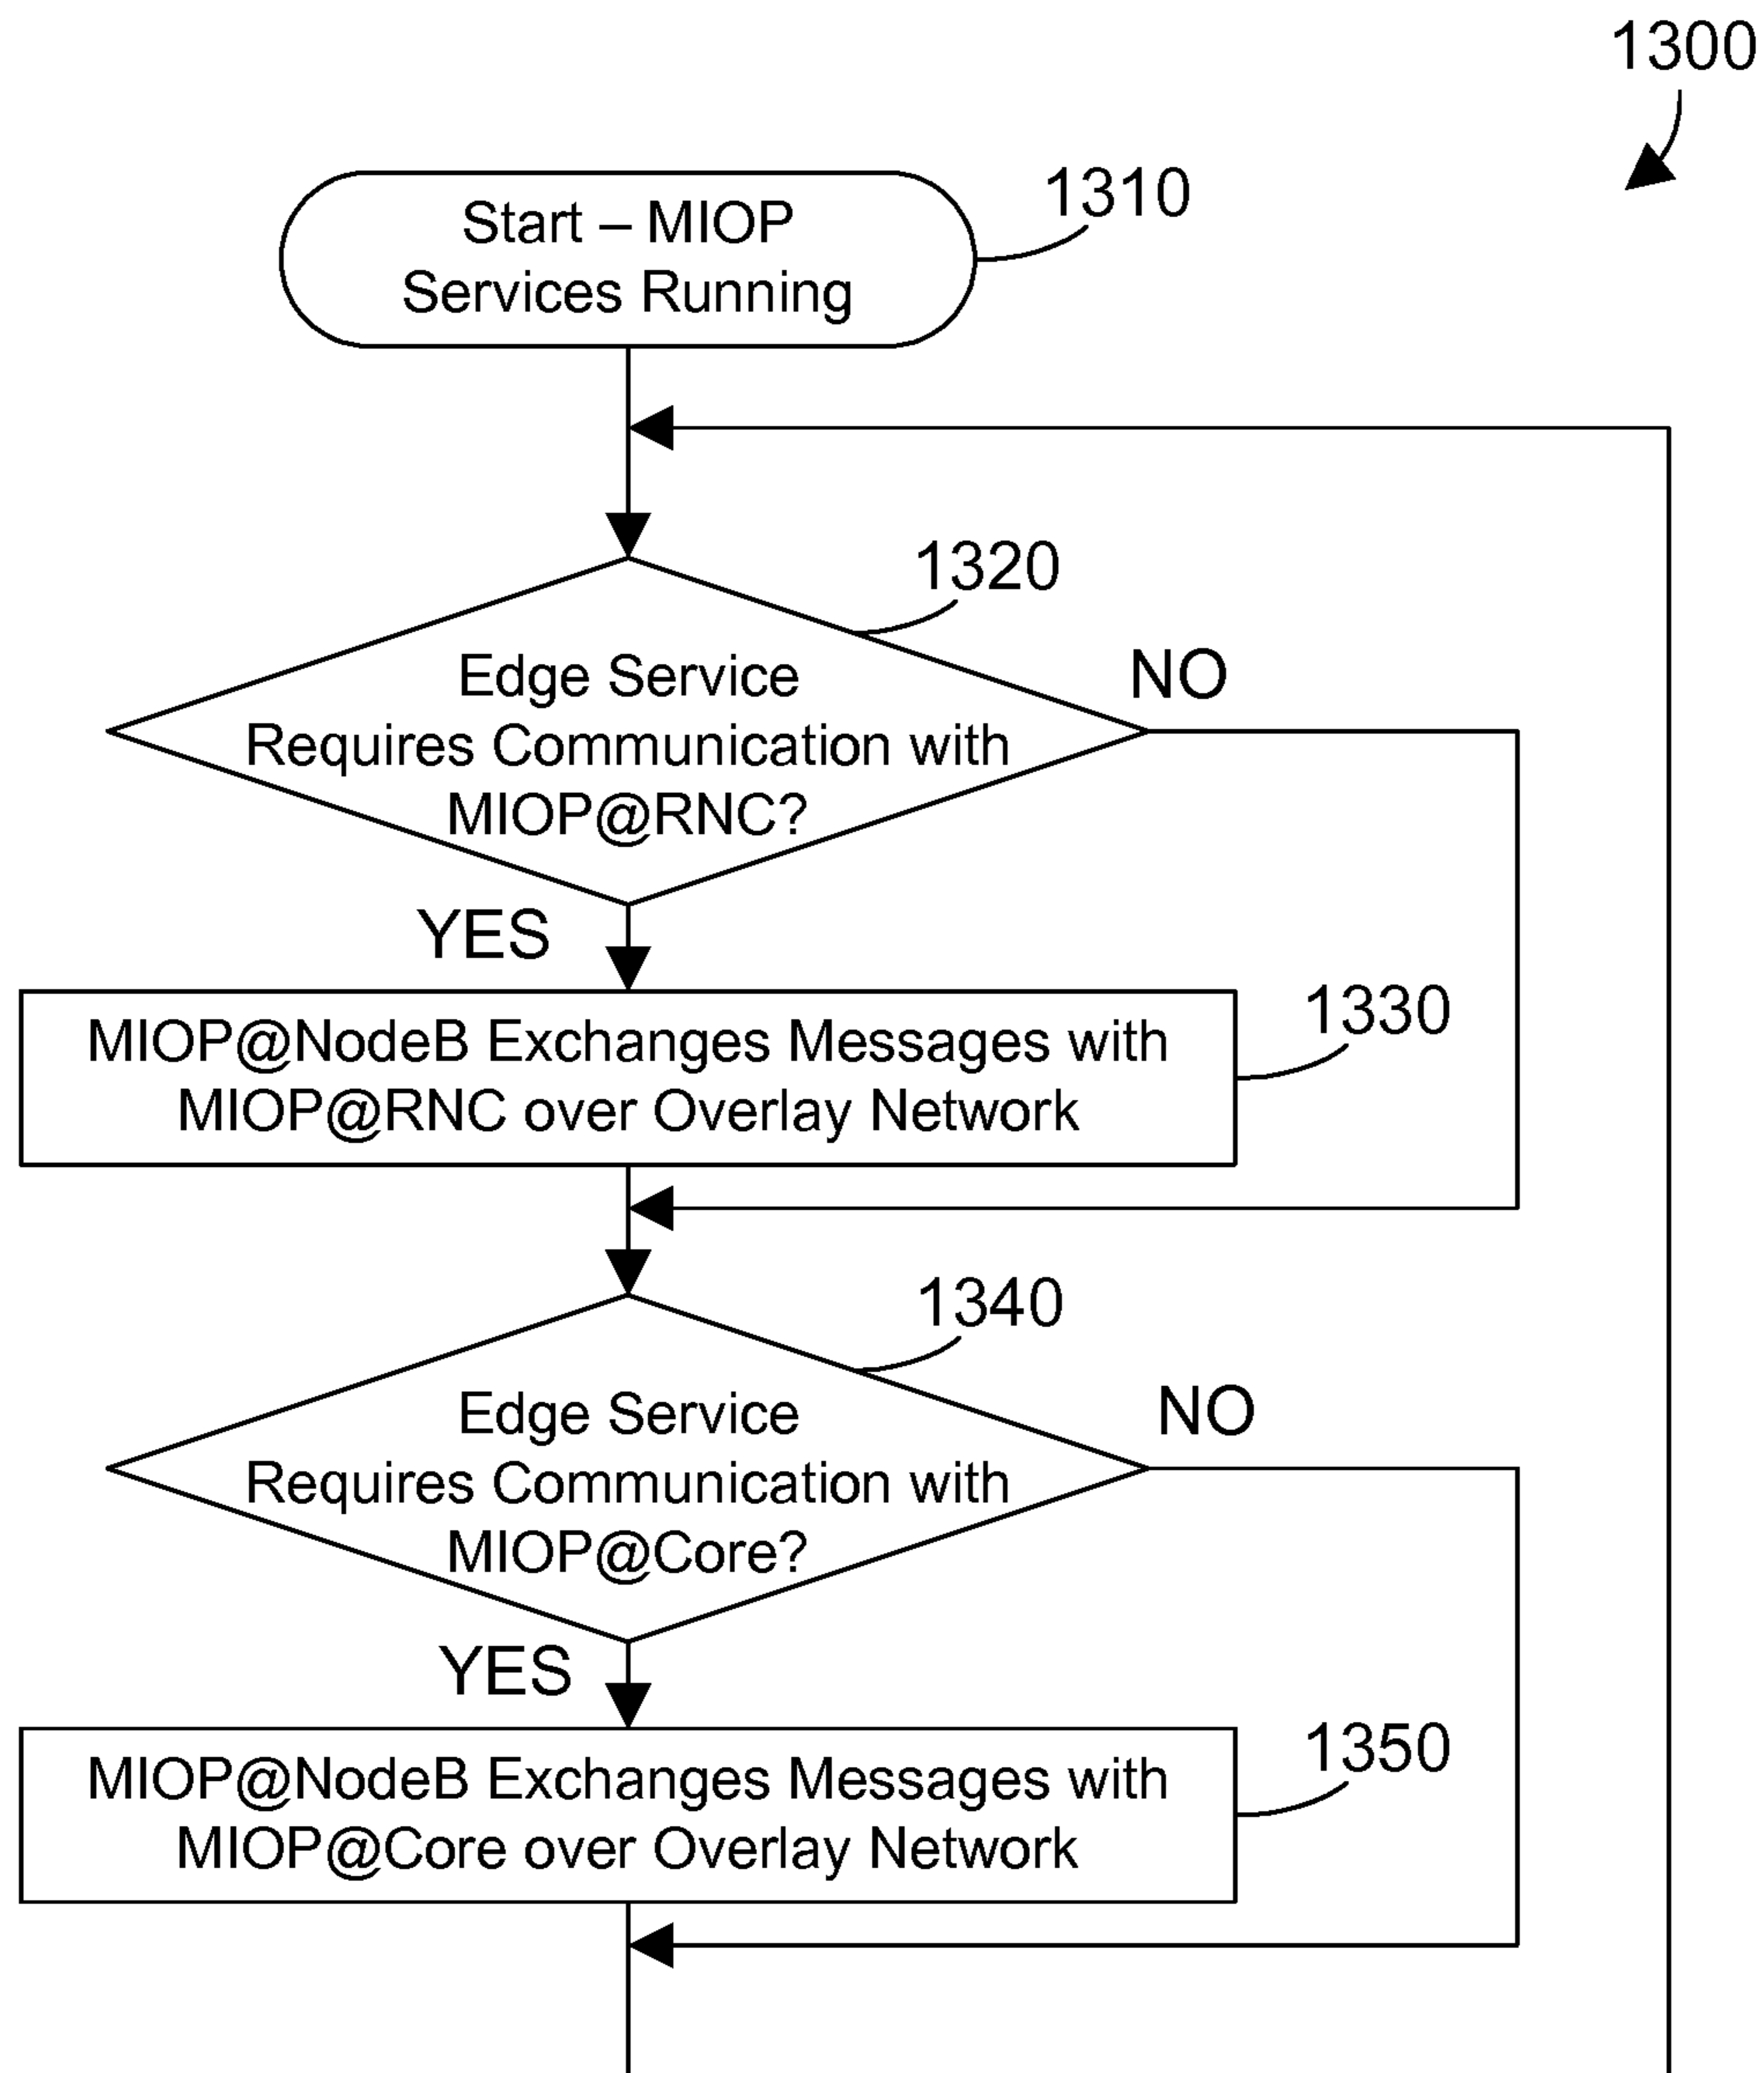 1300
Start – MIOP
Services Running
1310
1320
Edge Service
Requires Communication with
MIOP@RNC?
NO
YES
MIOP@NodeB Exchanges Messages with
MIOP@RNC over Overlay Network
1330
1340
Edge Service
Requires Communication with
MIOP@Core?
NO
YES
MIOP@NodeB Exchanges Messages with
MIOP@Core over Overlay Network
1350